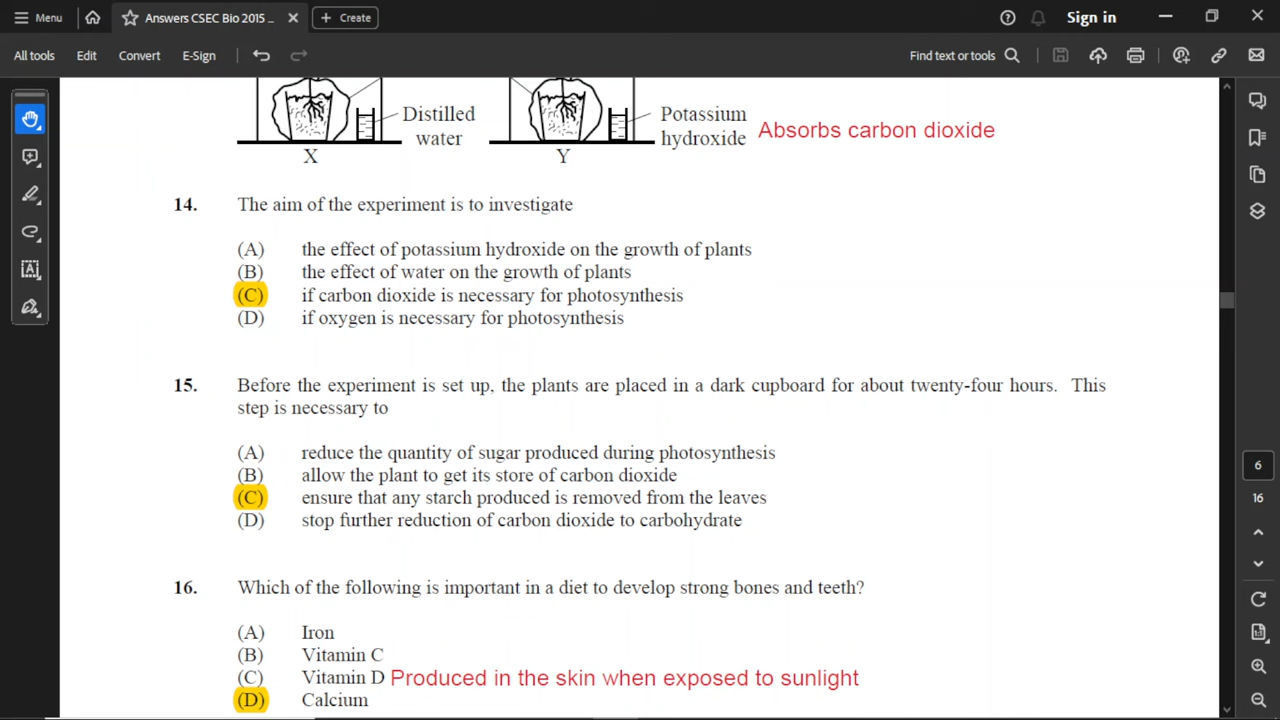 Menu
Answers CSEC Bio 2015 ...
Create
Sign in
All tools
Edit
Convert
E-Sign
Find text or tools
Distilled
water
X
Potassium
hydroxide
Y
Absorbs carbon dioxide
14. The aim of the experiment is to investigate
(A) the effect of potassium hydroxide on the growth of plants
(B) the effect of water on the growth of plants
(C) if carbon dioxide is necessary for photosynthesis
(D) if oxygen is necessary for photosynthesis
15. Before the experiment is set up, the plants are placed in a dark cupboard for about twenty-four hours. This
step is necessary to
(A) reduce the quantity of sugar produced during photosynthesis
(B) allow the plant to get its store of carbon dioxide
(C) ensure that any starch produced is removed from the leaves
(D) stop further reduction of carbon dioxide to carbohydrate
16. Which of the following is important in a diet to develop strong bones and teeth?
(A) Iron
(B) Vitamin C
(C) Vitamin D Produced in the skin when exposed to sunlight
(D) Calcium
6
16
1:1